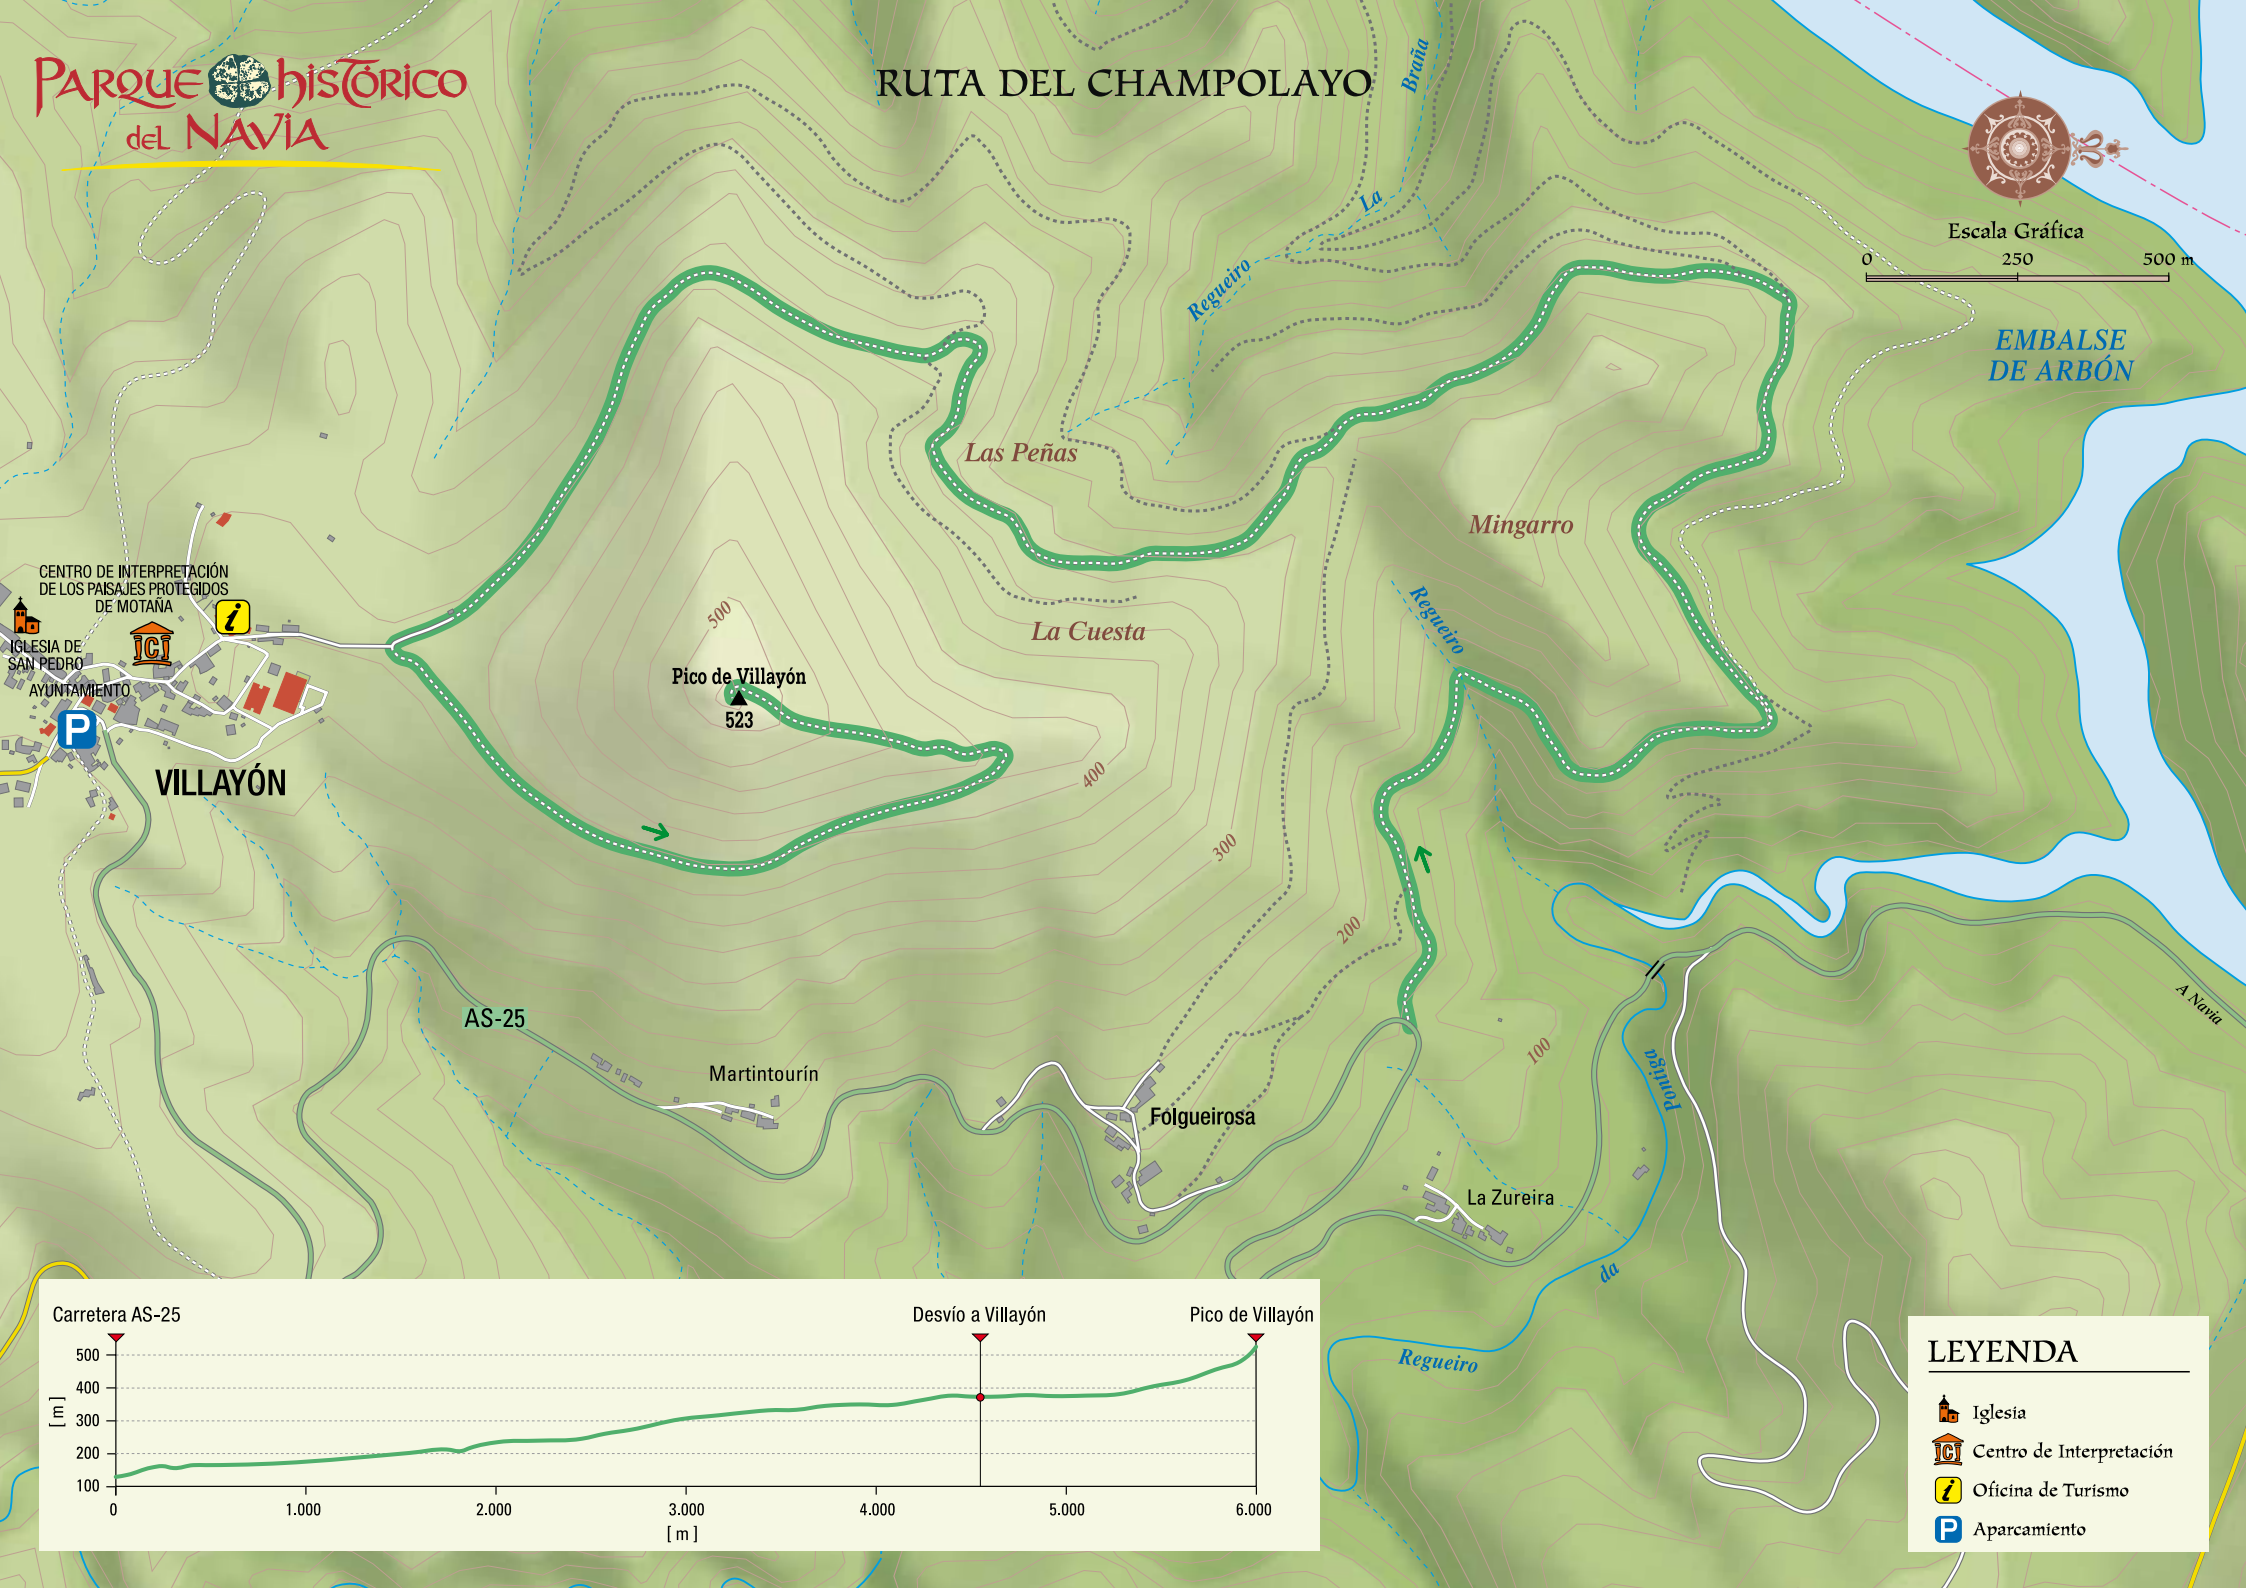 PARQUE HISTÓRICO
del NAVIA
RUTA DEL CHAMPOLAYO
Braña
La
Regueiro
Escala Gráfica
0 250 500 m
EMBALSE
DE ARBÓN
Las Peñas
Mingarro
La Cuesta
Regueiro
CENTRO DE INTERPRETACIÓN
DE LOS PAISAJES PROTEGIDOS
DE MOTAÑA
i
IGLESIA DE
SAN PEDRO
AYUNTAMIENTO
P
VILLAYÓN
500
Pico de Villayón
523
400
300
200
100
AS-25
Martintourín
Folgueirosa
La Zureira
A Navia
Pontiga
da
Regueiro
Carretera AS-25
Desvío a Villayón
Pico de Villayón
500
400
300
200
100
[ m ]
0 1.000 2.000 3.000 4.000 5.000 6.000
[ m ]
LEYENDA
Iglesia
Centro de Interpretación
i Oficina de Turismo
P Aparcamiento